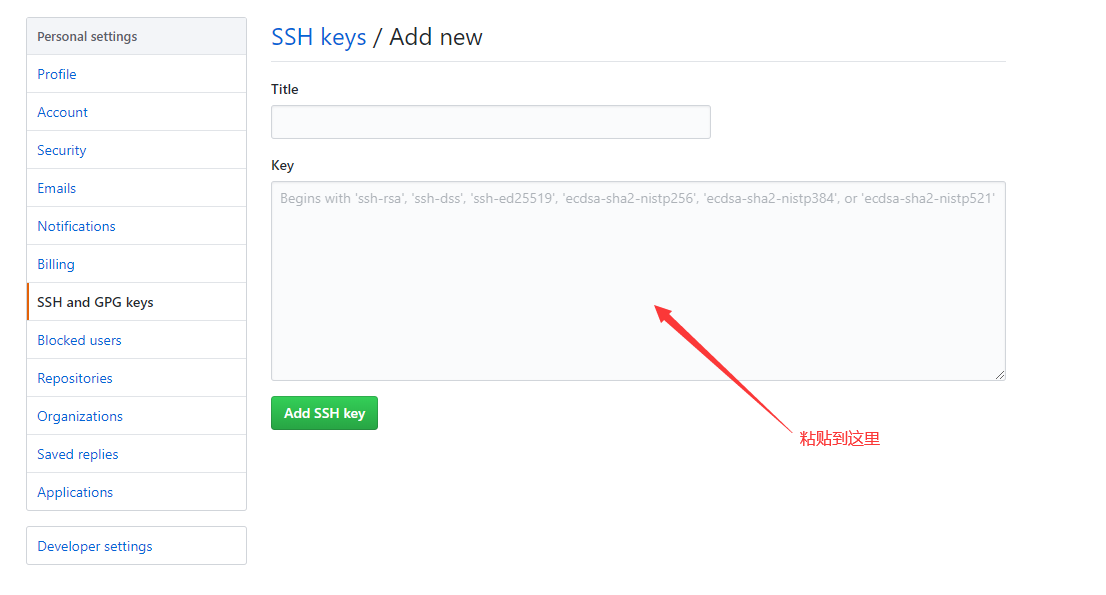 Personal settings
Profile
Account
Security
Emails
Notifications
Billing
SSH and GPG keys
Blocked users
Repositories
Organizations
Saved replies
Applications
Developer settings
SSH keys / Add new
Title
Key
Begins with 'ssh-rsa', 'ssh-dss', 'ssh-ed25519', 'ecdsa-sha2-nistp256', 'ecdsa-sha2-nistp384', or 'ecdsa-sha2-nistp521'
Add SSH key
粘贴到这里